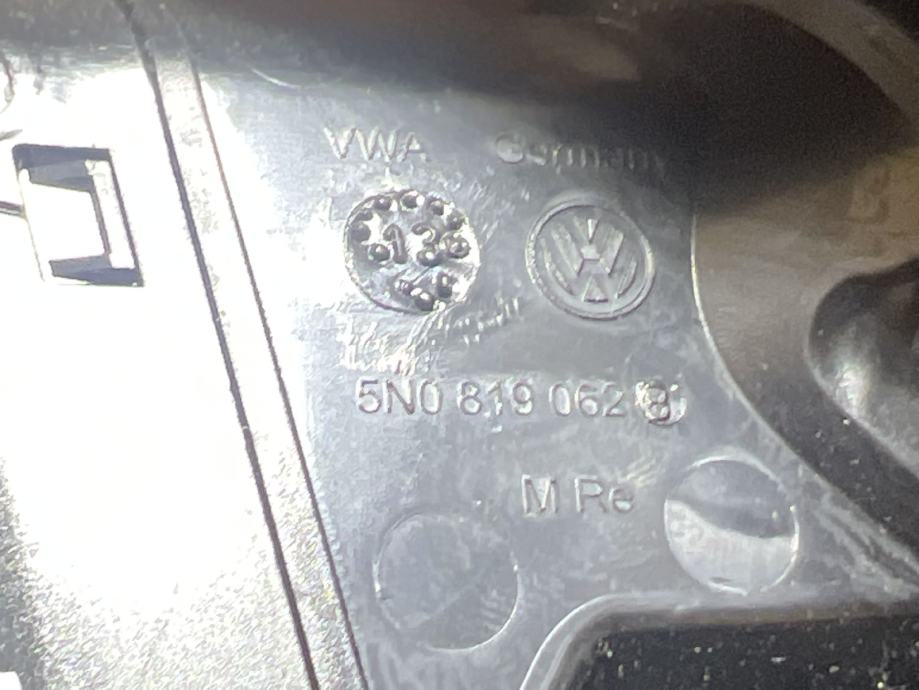 VWA Germany
13
5N0 819 062 B
M Re